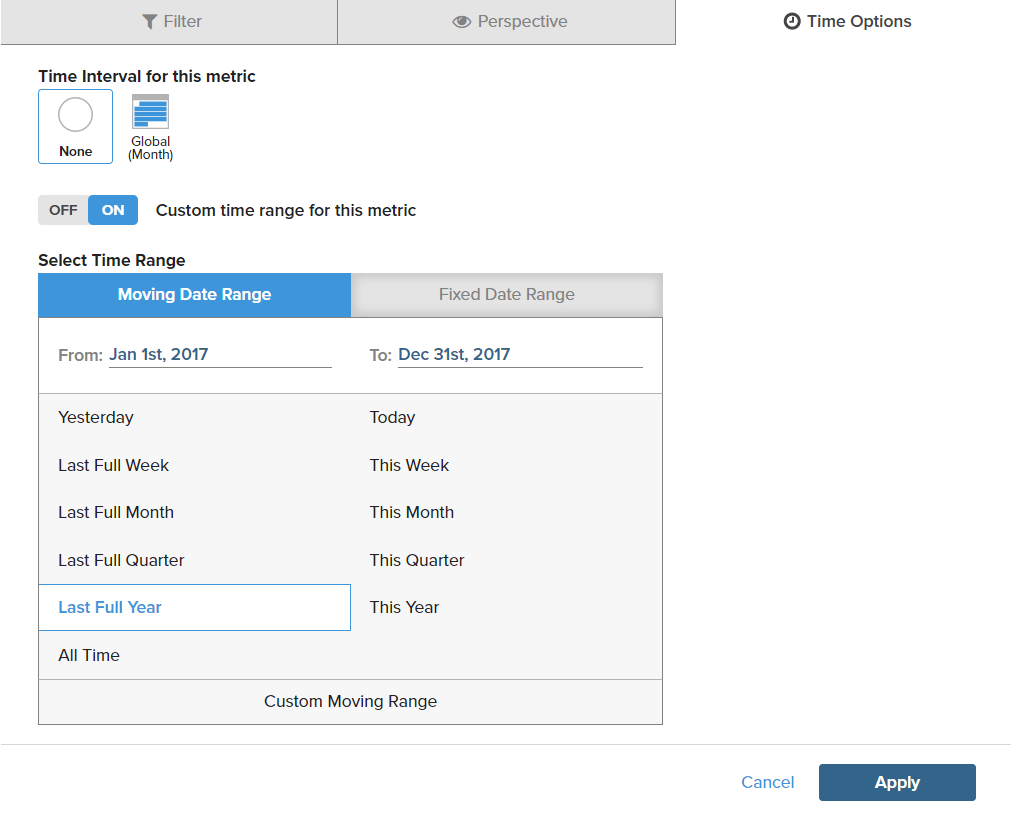 Filter
Perspective
Time Options
Time Interval for this metric
None
Global
(Month)
OFF
ON
Custom time range for this metric
Select Time Range
Moving Date Range
Fixed Date Range
From: Jan 1st, 2017
To: Dec 31st, 2017
Yesterday
Today
Last Full Week
This Week
Last Full Month
This Month
Last Full Quarter
This Quarter
Last Full Year
This Year
All Time
Custom Moving Range
Cancel
Apply